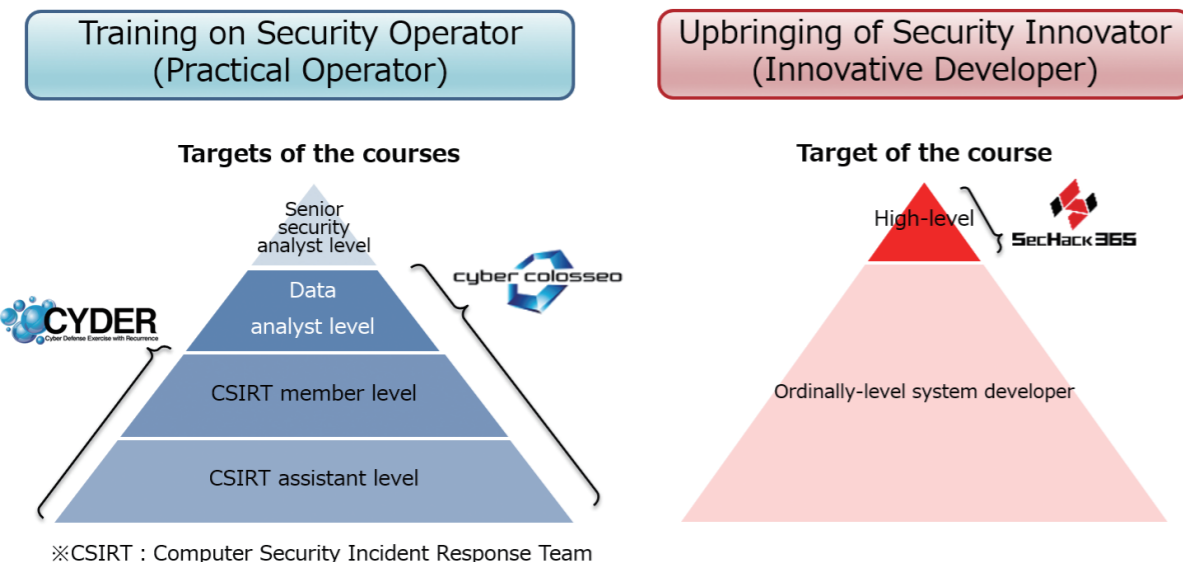 Training on Security Operator
(Practical Operator)
Upbringing of Security Innovator
(Innovative Developer)
Targets of the courses
Senior
security
analyst level
Data
analyst level
CSIRT member level
CSIRT assistant level
CYDER
Cyber Defense Exercise with Recurrence
cyber colosseo
※CSIRT : Computer Security Incident Response Team
Target of the course
High-level
SecHack365
Ordinally-level system developer